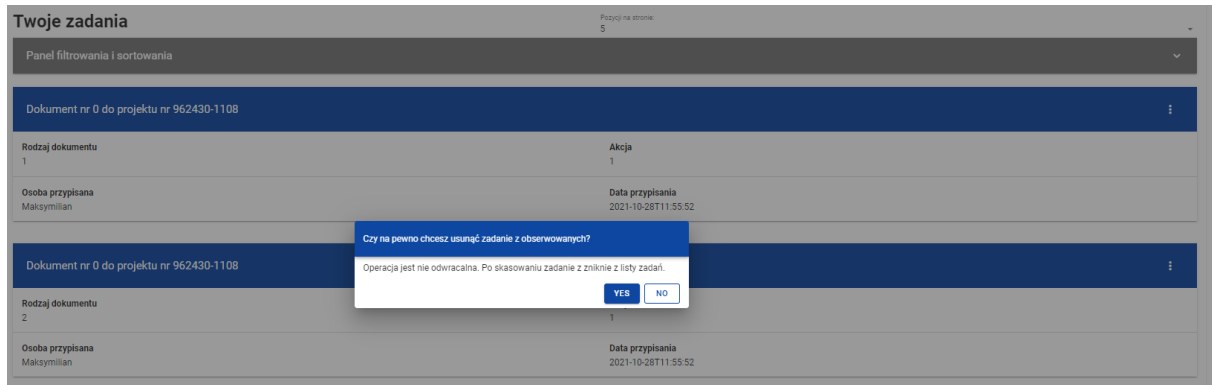 Twoje zadania
Pozycji na stronie:
5
Panel filtrowania i sortowania
Dokument nr 0 do projektu nr 962430-1108
Rodzaj dokumentu
1
Akcja
1
Osoba przypisana
Maksymilian
Data przypisania
2021-10-28T11:55:52
Czy na pewno chcesz usunąć zadanie z obserwowanych?
Operacja jest nie odwracalna. Po skasowaniu zadanie z zniknie z listy zadań.
YES
NO
Dokument nr 0 do projektu nr 962430-1108
Rodzaj dokumentu
2
1
Osoba przypisana
Maksymilian
Data przypisania
2021-10-28T11:55:52